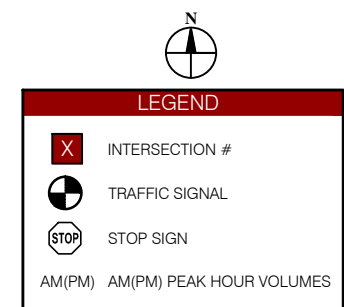 N
LEGEND
X INTERSECTION #
TRAFFIC SIGNAL
STOP STOP SIGN
AM(PM) AM(PM) PEAK HOUR VOLUMES